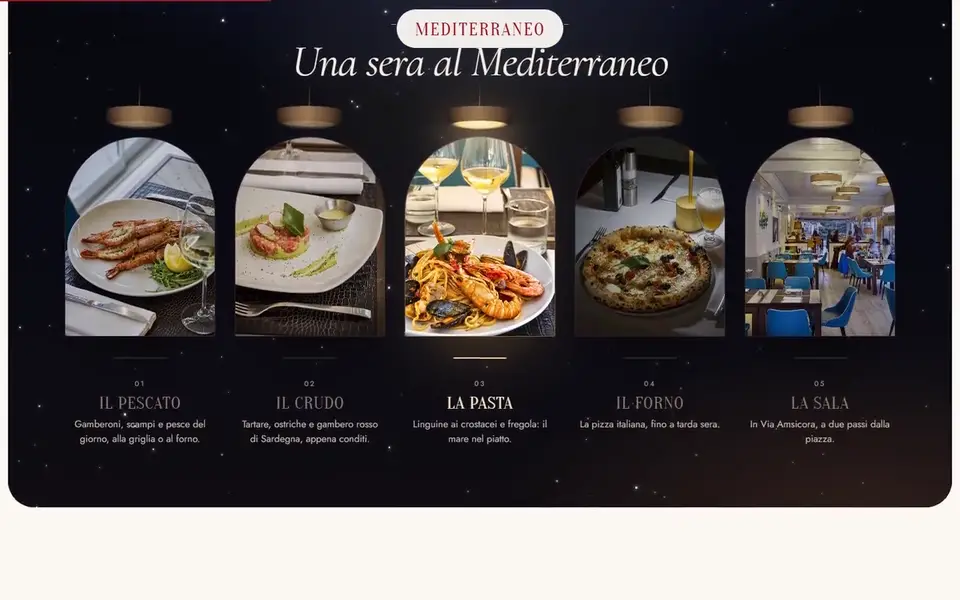 MEDITERRANEO
Una sera al Mediterraneo
01
IL PESCATO
Gamberoni, scampi e pesce del
giorno, alla griglia o al forno.
02
IL CRUDO
Tartare, ostriche e gambero rosso
di Sardegna, appena conditi.
03
LA PASTA
Linguine ai crostacei e fregola: il
mare nel piatto.
04
IL FORNO
La pizza italiana, fino a tarda sera.
05
LA SALA
In Via Amsicora, a due passi dalla
piazza.